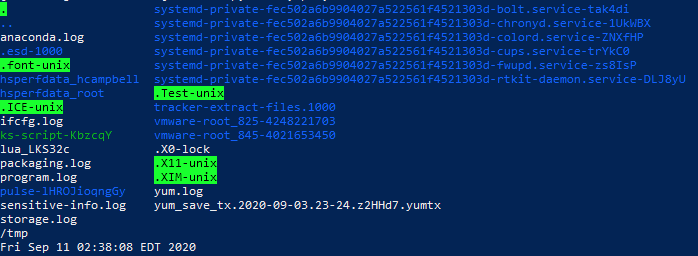 .                    systemd-private-fec502a6b9904027a522561f4521303d-bolt.service-tak4di
..                   systemd-private-fec502a6b9904027a522561f4521303d-chronyd.service-1UkWBX
anaconda.log         systemd-private-fec502a6b9904027a522561f4521303d-colord.service-ZNXfHP
.esd-1000            systemd-private-fec502a6b9904027a522561f4521303d-cups.service-trYkC0
.font-unix           systemd-private-fec502a6b9904027a522561f4521303d-fwupd.service-zs8IsP
hsperfdata_hcampbell systemd-private-fec502a6b9904027a522561f4521303d-rtkit-daemon.service-DLJ8yU
hsperfdata_root      .Test-unix
.ICE-unix            tracker-extract-files.1000
ifcfg.log            vmware-root_825-4248221703
ks-script-KbzcqY     vmware-root_845-4021653450
lua_LKS32c           .X0-lock
packaging.log        .X11-unix
program.log          .XIM-unix
pulse-lHROJioqngGy   yum.log
sensitive-info.log   yum_save_tx.2020-09-03.23-24.z2HHd7.yumtx
storage.log
/tmp
Fri Sep 11 02:38:08 EDT 2020